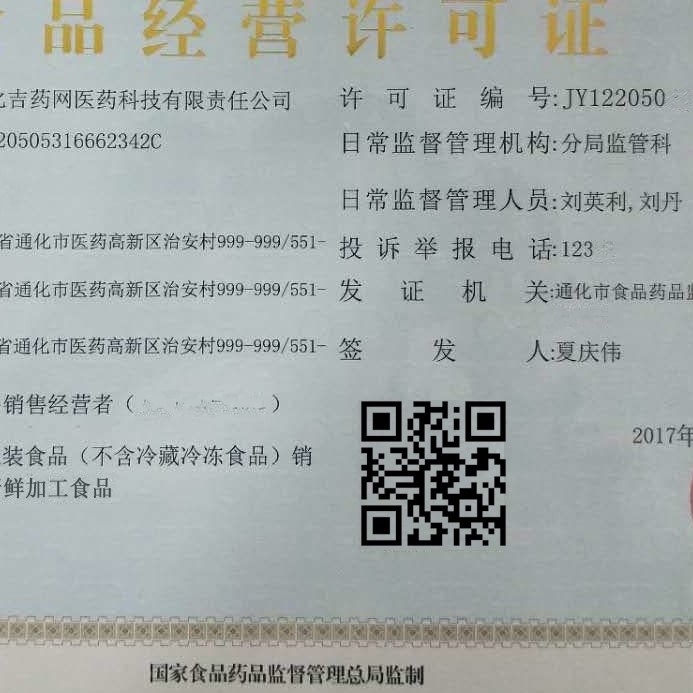 品经营许可证
化吉药网医药科技有限责任公司
20505316662342C
省通化市医药高新区治安村999-999/551-
省通化市医药高新区治安村999-999/551-
省通化市医药高新区治安村999-999/551-
销售经营者（ ）
装食品（不含冷藏冷冻食品）销
鲜加工食品
许可证编号:JY122050
日常监督管理机构:分局监管科
日常监督管理人员:刘英利,刘丹
投诉举报电话:123
发证机关:通化市食品药品监
签发人:夏庆伟
2017年
国家食品药品监督管理总局监制